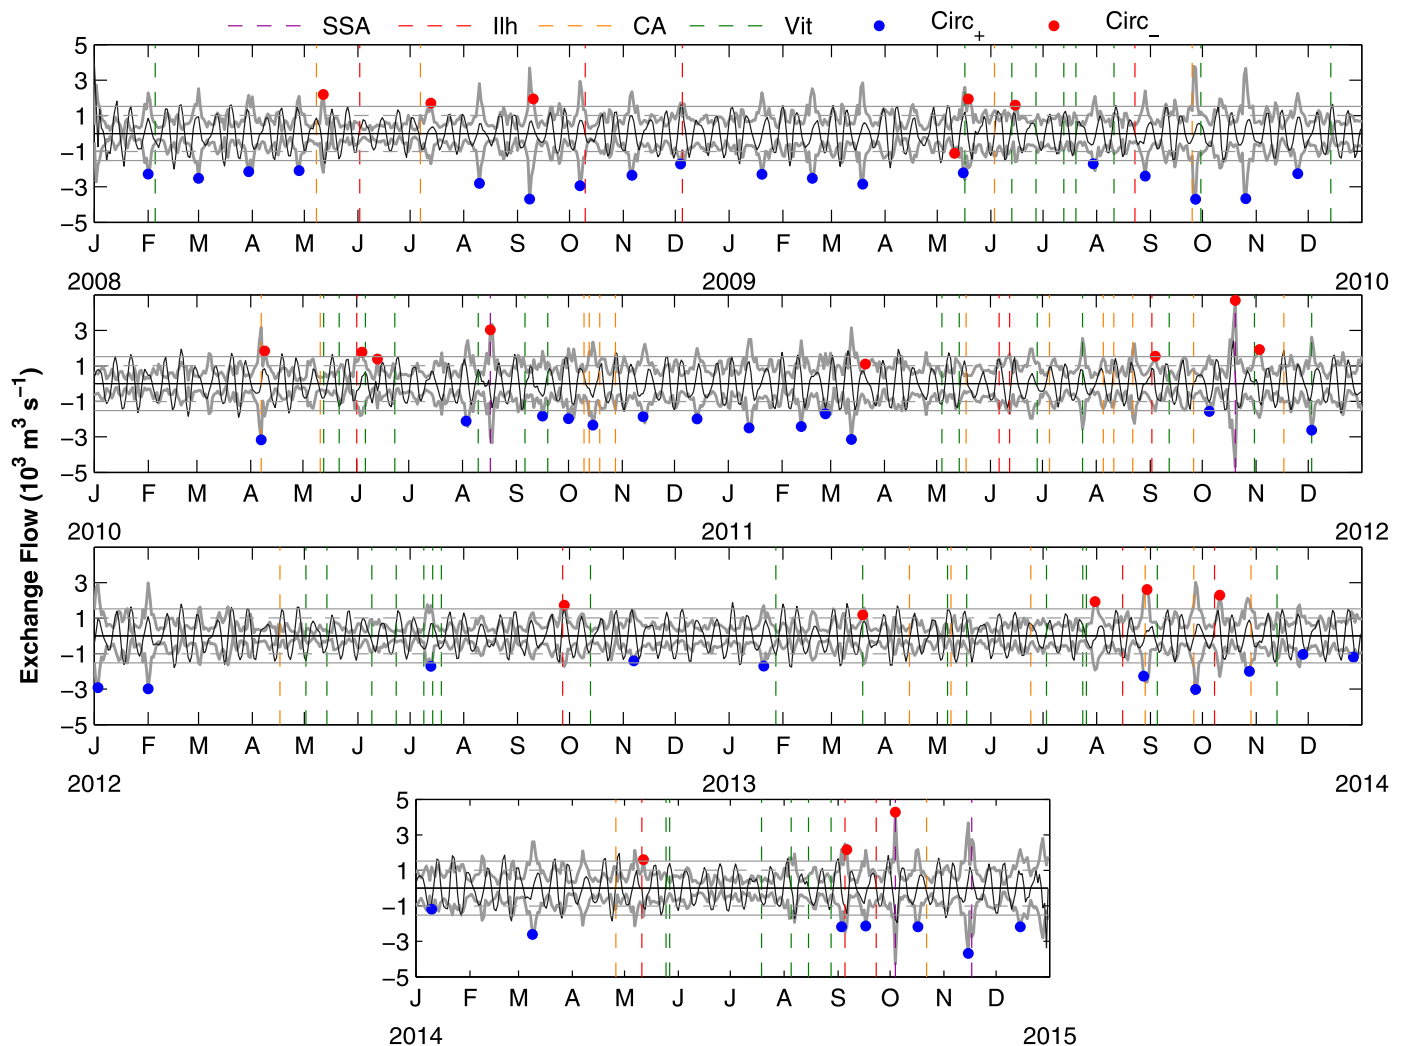 SSA Ilh CA Vit Circ+ Circ−
Exchange Flow (10³ m³ s⁻¹)
5
3
1
−1
−3
−5
J F M A M J J A S O N D J F M A M J J A S O N D
2008 2009 2010
3
1
−1
−3
−5
J F M A M J J A S O N D J F M A M J J A S O N D
2010 2011 2012
3
1
−1
−3
−5
J F M A M J J A S O N D J F M A M J J A S O N D
2012 2013 2014
5
3
1
−1
−3
−5
J F M A M J J A S O N D
2014 2015